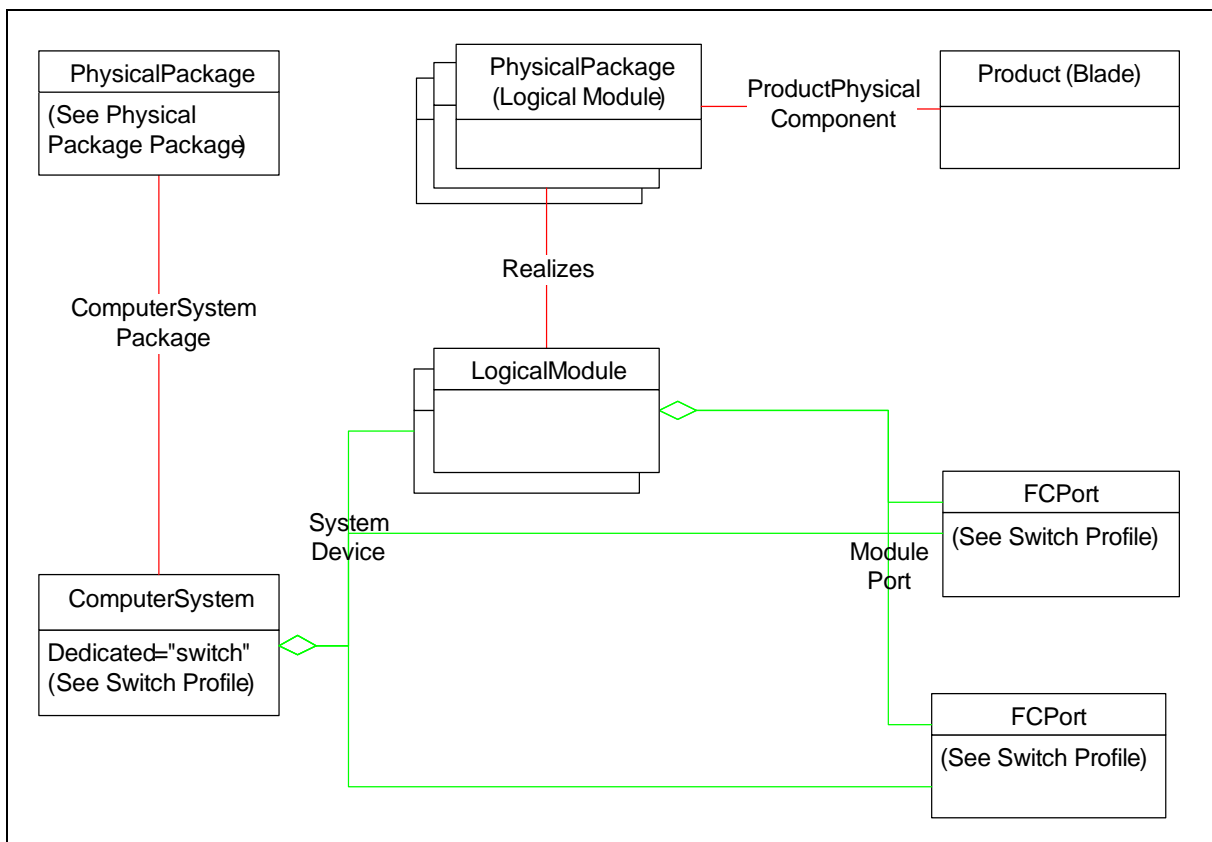 PhysicalPackage
(See Physical
Package Package)
PhysicalPackage
(Logical Module)
ProductPhysical
Component
Product (Blade)
Realizes
ComputerSystem
Package
LogicalModule
System
Device
Module
Port
FCPort
(See Switch Profile)
ComputerSystem
Dedicated="switch"
(See Switch Profile)
FCPort
(See Switch Profile)